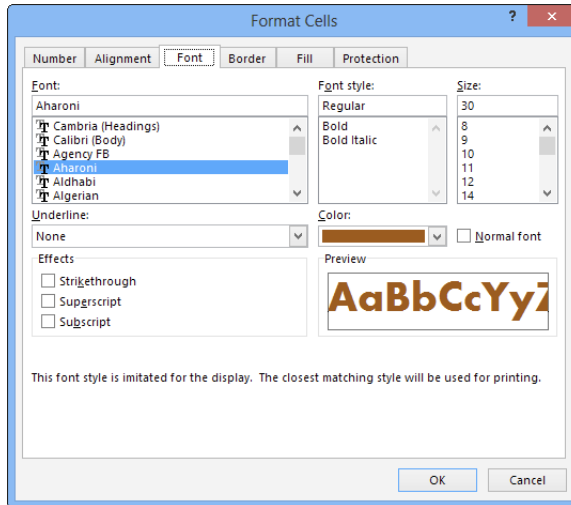 Format Cells
? ×
Number Alignment Font Border Fill Protection
Font: Font style: Size:
Aharoni Regular 30
Cambria (Headings) Bold 8
Calibri (Body) Bold Italic 9
Agency FB 10
Aharoni 11
Aldhabi 12
Algerian 14
Underline: Color:
None Normal font
Effects Preview
Strikethrough
Superscript
Subscript
AaBbCcYyZ
This font style is imitated for the display. The closest matching style will be used for printing.
OK Cancel